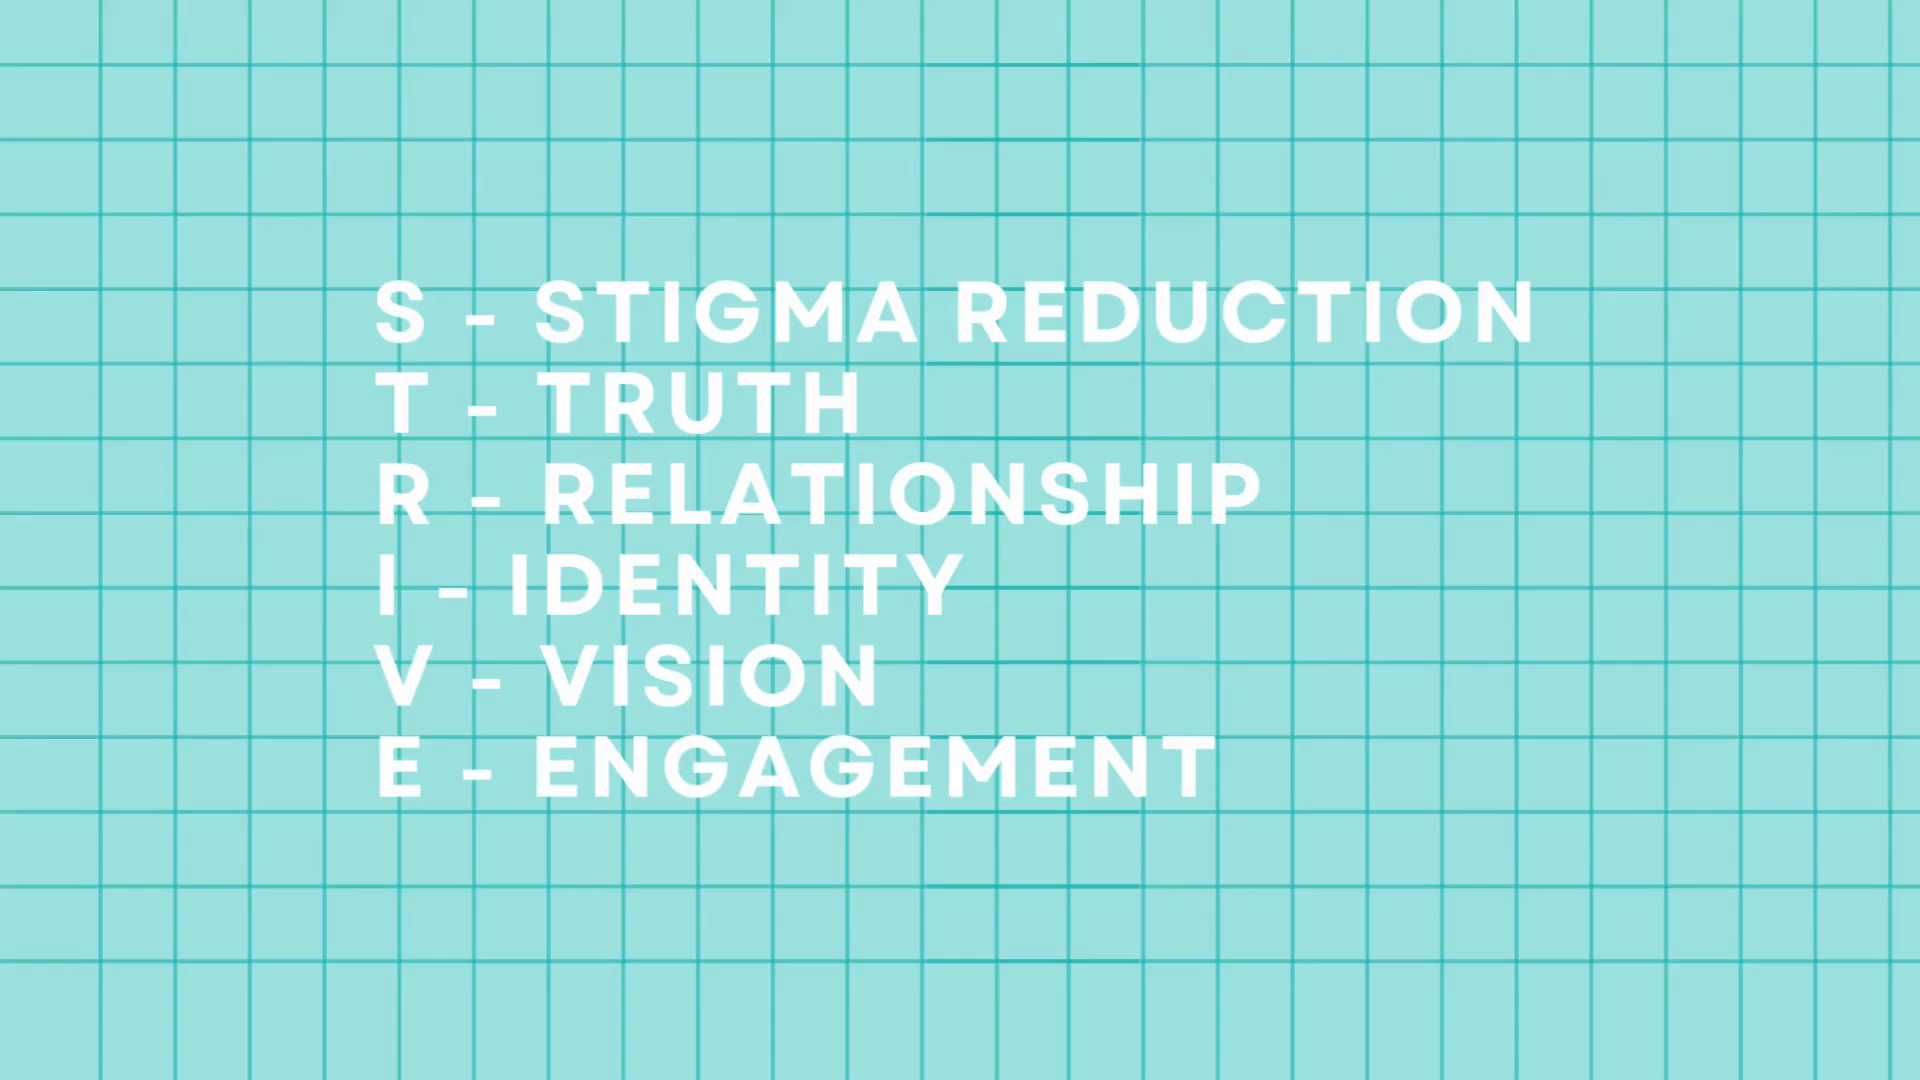 S - STIGMA REDUCTION
T - TRUTH
R - RELATIONSHIP
I - IDENTITY
V - VISION
E - ENGAGEMENT